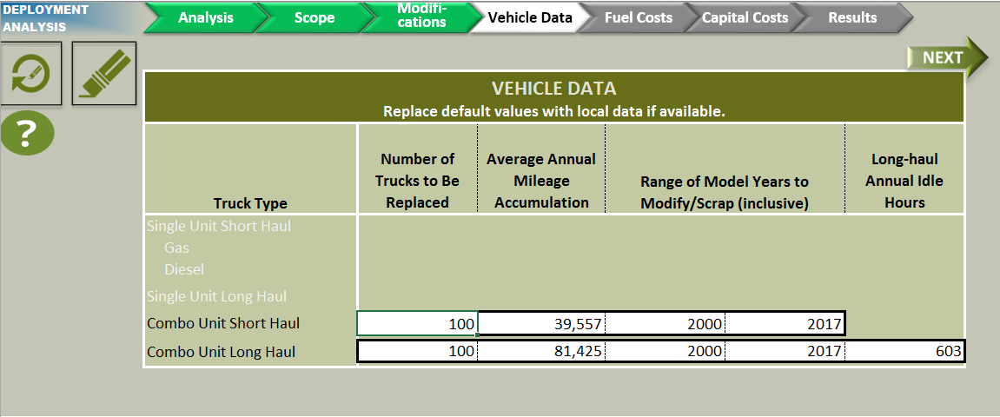 DEPLOYMENT
ANALYSIS
Analysis
Scope
Modifi-
cations
Vehicle Data
Fuel Costs
Capital Costs
Results
NEXT
?
VEHICLE DATA
Replace default values with local data if available.
Truck Type
Number of
Trucks to Be
Replaced
Average Annual
Mileage
Accumulation
Range of Model Years to
Modify/Scrap (inclusive)
Long-haul
Annual Idle
Hours
Single Unit Short Haul
Gas
Diesel
Single Unit Long Haul
Combo Unit Short Haul 100 39,557 2000 2017
Combo Unit Long Haul 100 81,425 2000 2017 603